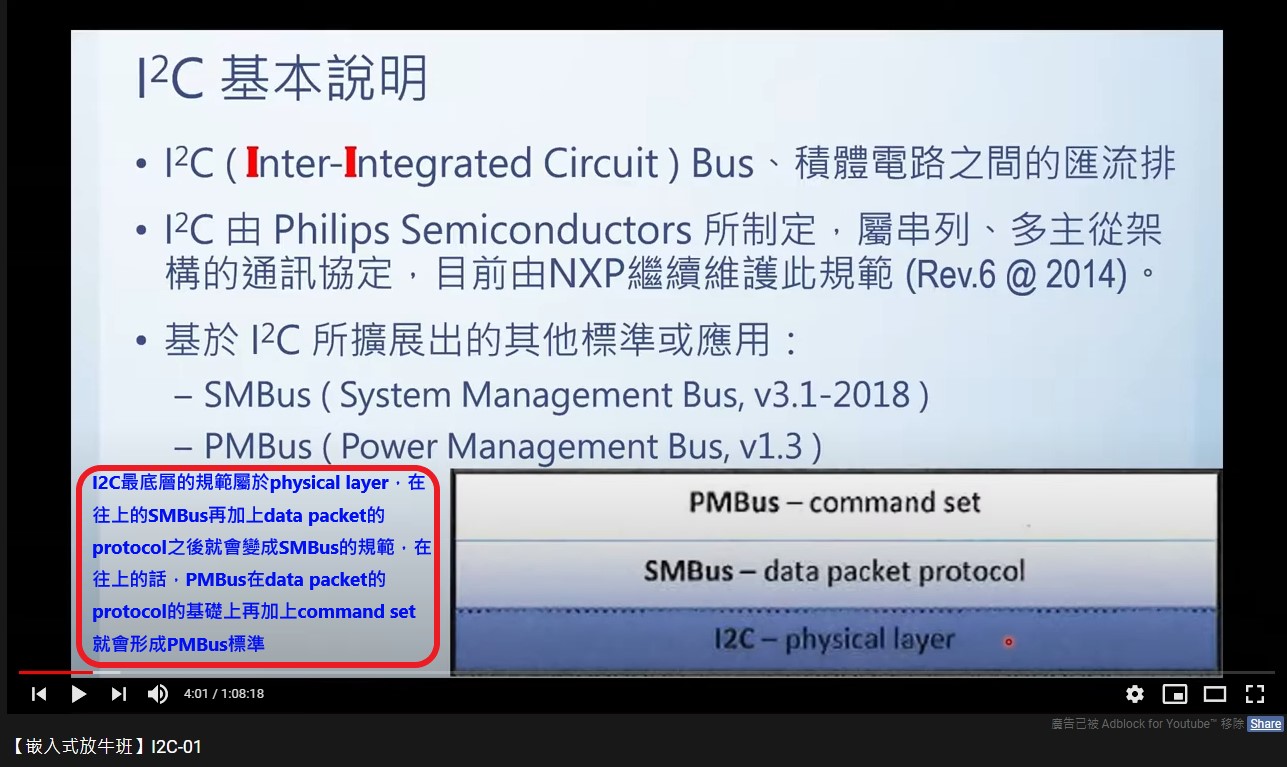 I²C 基本說明
• I²C ( Inter-Integrated Circuit ) Bus、積體電路之間的匯流排
• I²C 由 Philips Semiconductors 所制定，屬串列、多主從架
構的通訊協定，目前由NXP繼續維護此規範 (Rev.6 @ 2014)。
• 基於 I²C 所擴展出的其他標準或應用：
– SMBus ( System Management Bus, v3.1-2018 )
– PMBus ( Power Management Bus, v1.3 )
I2C最底層的規範屬於physical layer，在
往上的SMBus再加上data packet的
protocol之後就會變成SMBus的規範，在
往上的話，PMBus在data packet的
protocol的基礎上再加上command set
就會形成PMBus標準
PMBus – command set
SMBus – data packet protocol
I2C – physical layer
4:01 / 1:08:18
廣告已被 Adblock for Youtube™ 移除 Share
【嵌入式放牛班】I2C-01